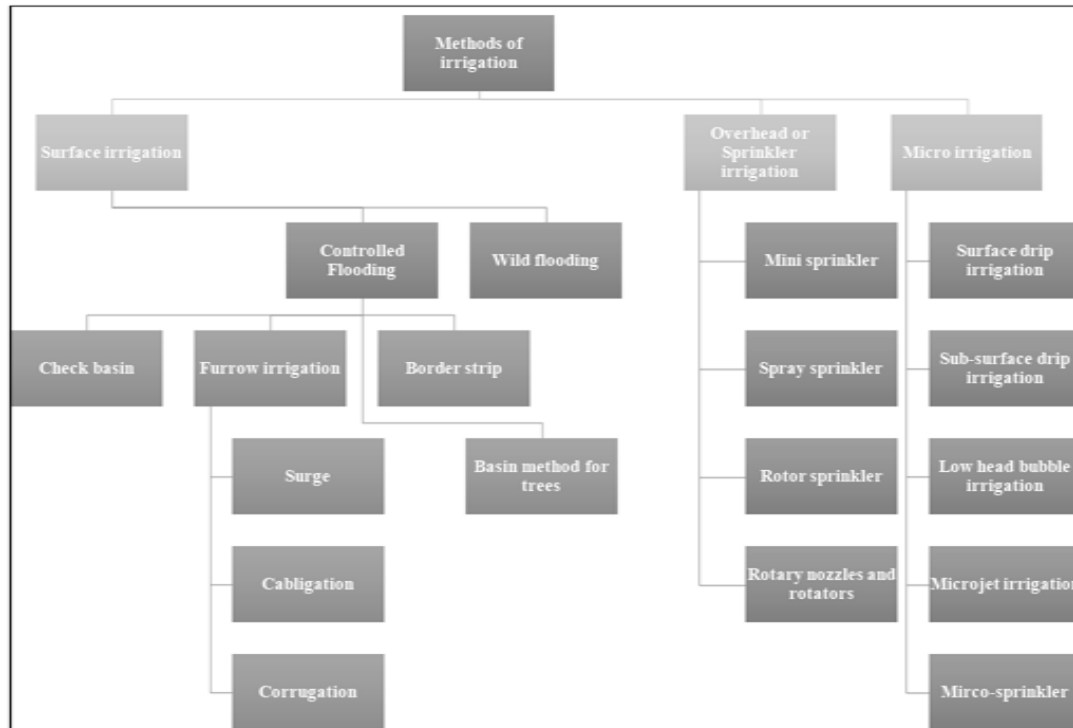 Methods of
irrigation
Surface irrigation
Overhead or
Sprinkler
irrigation
Micro irrigation
Controlled
Flooding
Wild flooding
Mini sprinkler
Surface drip
irrigation
Check basin
Furrow irrigation
Border strip
Spray sprinkler
Sub-surface drip
irrigation
Surge
Basin method for
trees
Rotor sprinkler
Low head bubble
irrigation
Cabligation
Rotary nozzles and
rotators
Microjet irrigation
Corrugation
Mirco-sprinkler